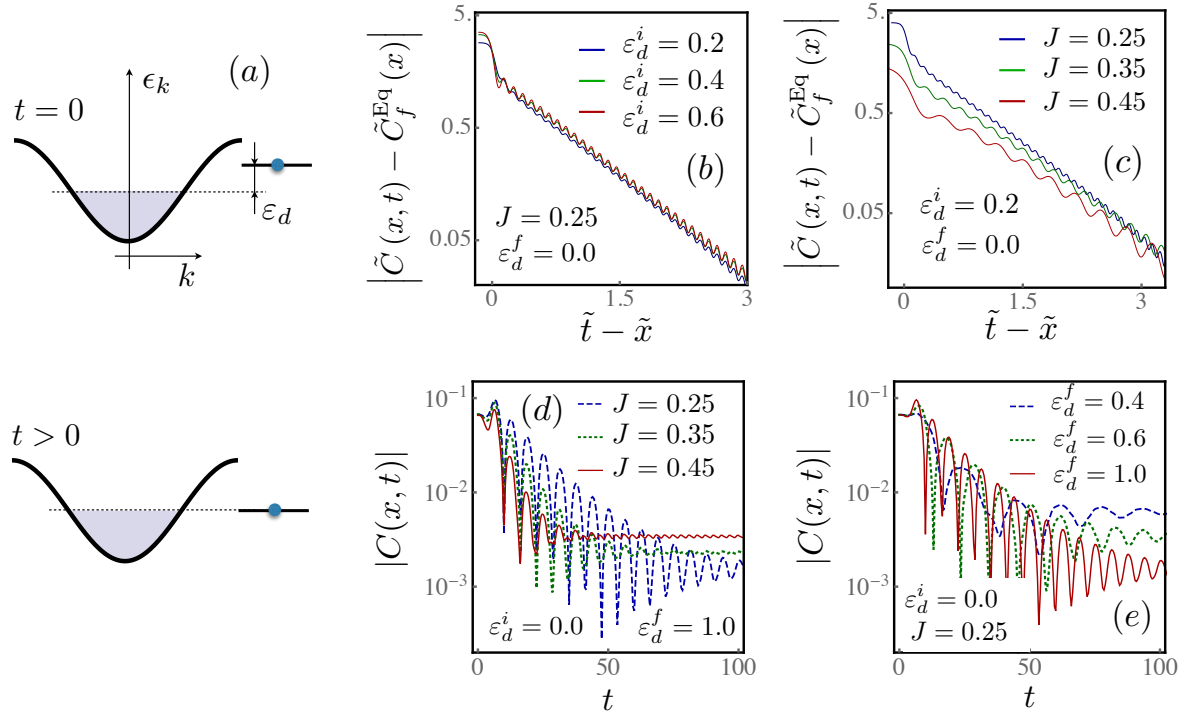 (a)
ϵ_k
t = 0
ε_d
k
t > 0
5.
0.5
0.05
|C̃(x, t) − C̃_f^Eq(x)|
ε_d^i = 0.2
ε_d^i = 0.4
ε_d^i = 0.6
(b)
J = 0.25
ε_d^f = 0.0
0
1.5
3
t̃ − x̃
5.
0.5
0.05
|C̃(x, t) − C̃_f^Eq(x)|
J = 0.25
J = 0.35
J = 0.45
(c)
ε_d^i = 0.2
ε_d^f = 0.0
0
1.5
3
t̃ − x̃
10^-1
10^-2
10^-3
|C(x, t)|
(d)
J = 0.25
J = 0.35
J = 0.45
ε_d^i = 0.0
ε_d^f = 1.0
0
50
100
t
10^-1
10^-2
10^-3
|C(x, t)|
ε_d^f = 0.4
ε_d^f = 0.6
ε_d^f = 1.0
ε_d^i = 0.0
J = 0.25
(e)
0
50
100
t